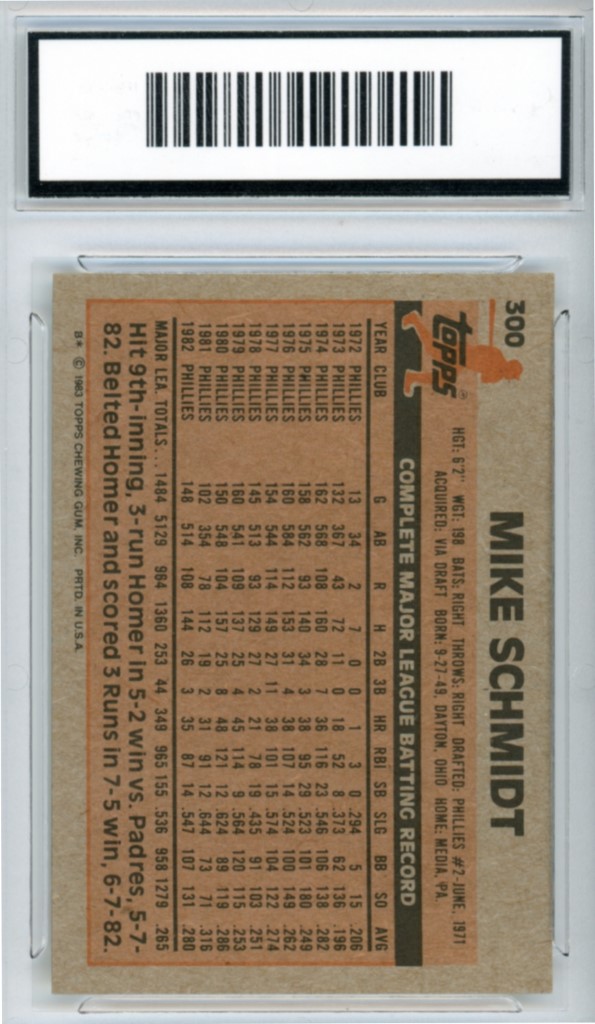 300
MIKE SCHMIDT
topps®
HGT: 6'2" WGT: 198 BATS: RIGHT THROWS: RIGHT DRAFTED: PHILLIES #2-JUNE, 1971
ACQUIRED: VIA DRAFT BORN: 9-27-49, DAYTON, OHIO HOME: MEDIA, PA
COMPLETE MAJOR LEAGUE BATTING RECORD
YEAR CLUB G AB R H 2B 3B HR RBI SB SLG BB SO AVG
1972 PHILLIES 13 34 2 7 0 0 1 3 0 .294 5 15 .206
1973 PHILLIES 132 367 43 72 11 0 18 52 8 .373 62 136 .196
1974 PHILLIES 162 568 108 160 28 7 36 116 23 .546 106 138 .282
1975 PHILLIES 158 562 93 140 34 3 38 95 29 .523 101 180 .249
1976 PHILLIES 160 584 112 153 31 4 38 107 14 .524 100 149 .262
1977 PHILLIES 154 544 114 149 27 11 38 101 15 .574 104 122 .274
1978 PHILLIES 145 513 93 129 27 2 21 78 19 .435 91 103 .251
1979 PHILLIES 160 541 109 137 25 4 45 114 9 .564 120 115 .253
1980 PHILLIES 150 548 104 157 25 8 48 121 12 .624 89 119 .286
1981 PHILLIES 102 354 78 112 19 2 31 91 12 .644 73 71 .316
1982 PHILLIES 148 514 108 144 26 3 35 87 14 .547 107 131 .280
MAJOR LEA. TOTALS... 1484 5129 964 1360 253 44 349 965 155 .536 958 1279 .265
Hit 9th-inning, 3-run Homer in 5-2 win vs. Padres, 5-7-
82. Belted Homer and scored 3 Runs in 7-5 win, 6-7-82.
B* © 1983 TOPPS CHEWING GUM, INC. PRTD. IN U.S.A.